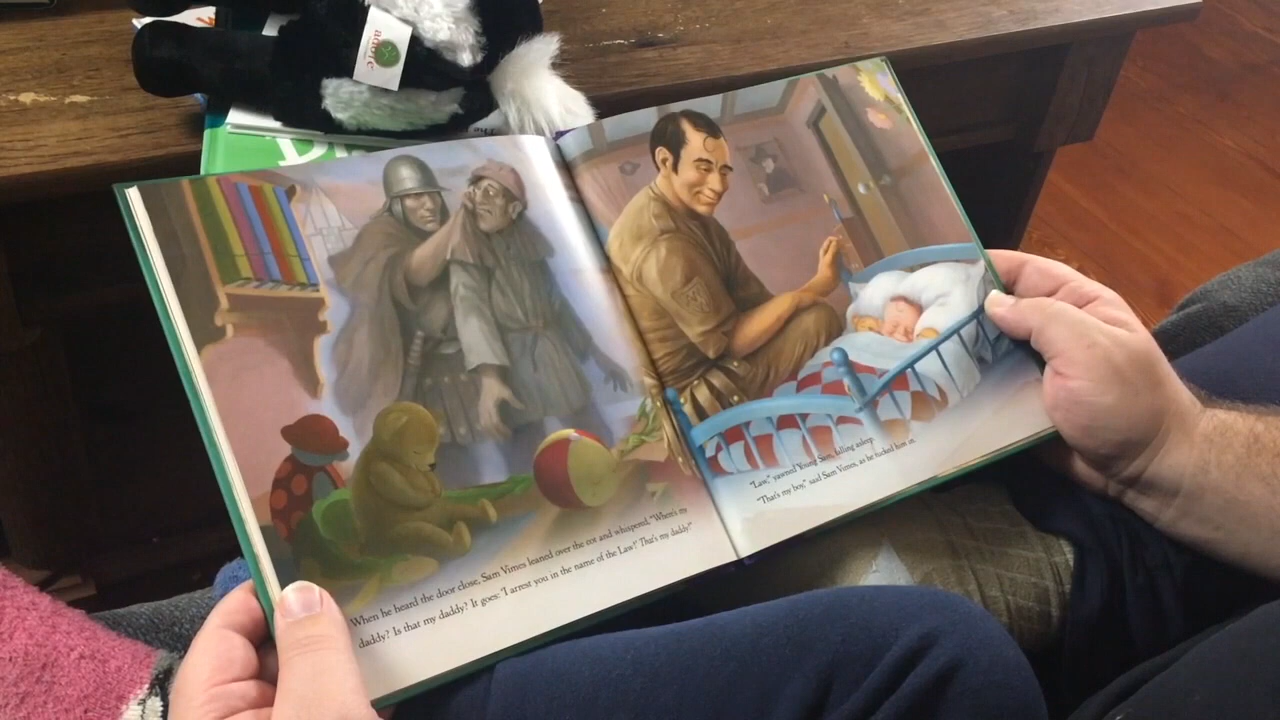 adore
When he heard the door close, Sam Vimes leaned over the cot and whispered, "Where's my
daddy? Is that my daddy? It goes: 'I arrest you in the name of the Law!' That's my daddy!"
"Law," yawned Young Sam, falling asleep.
"That's my boy," said Sam Vimes, as he tucked him in.